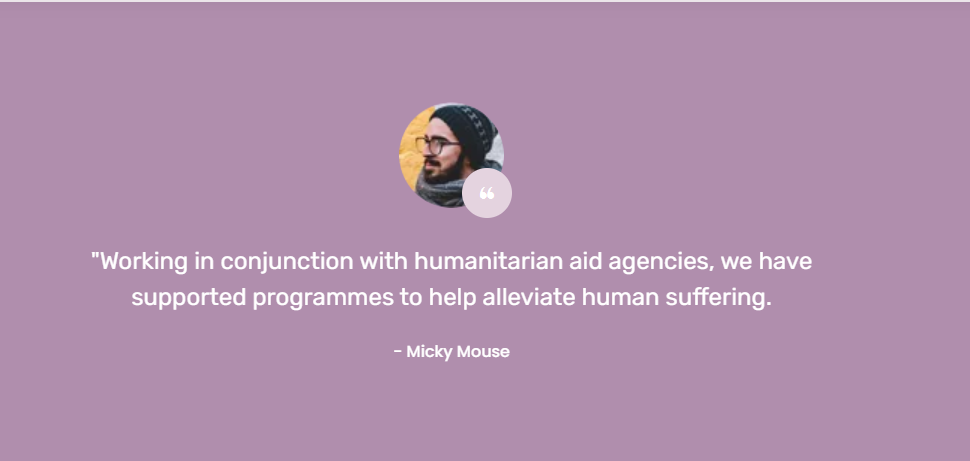 "Working in conjunction with humanitarian aid agencies, we have
supported programmes to help alleviate human suffering.
- Micky Mouse